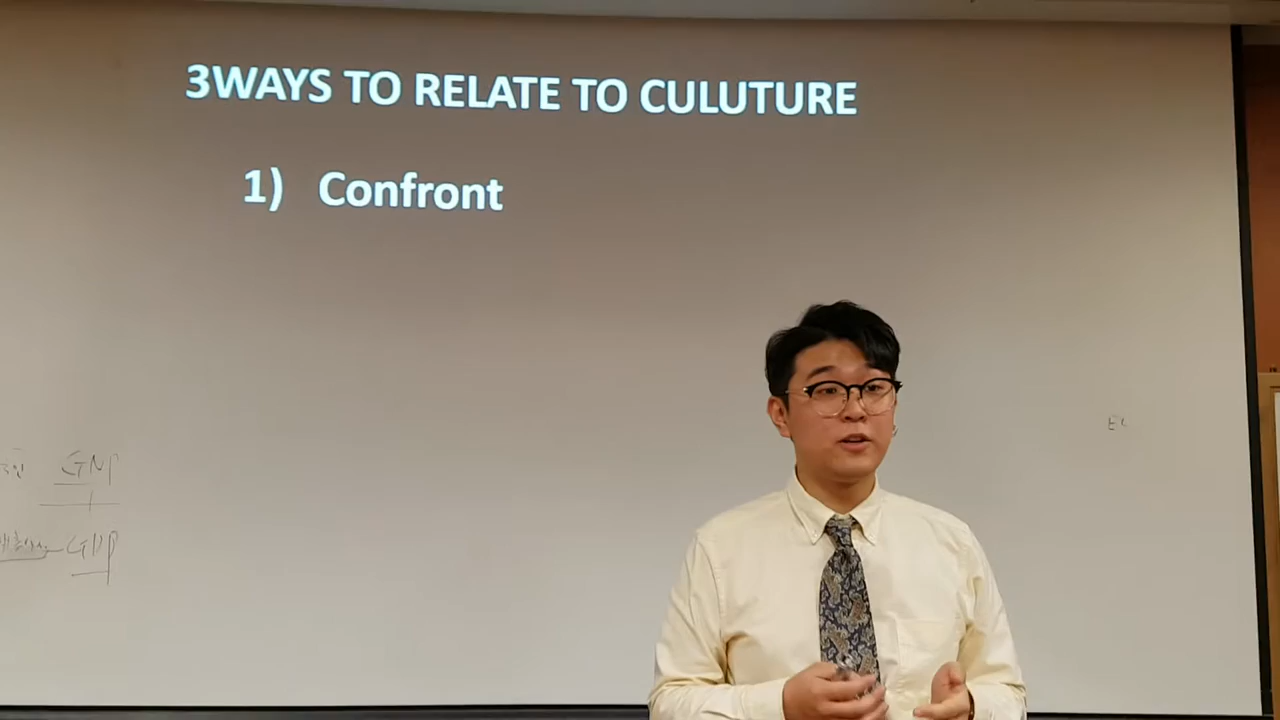 3WAYS TO RELATE TO CULUTURE
1) Confront
GNP
GDP